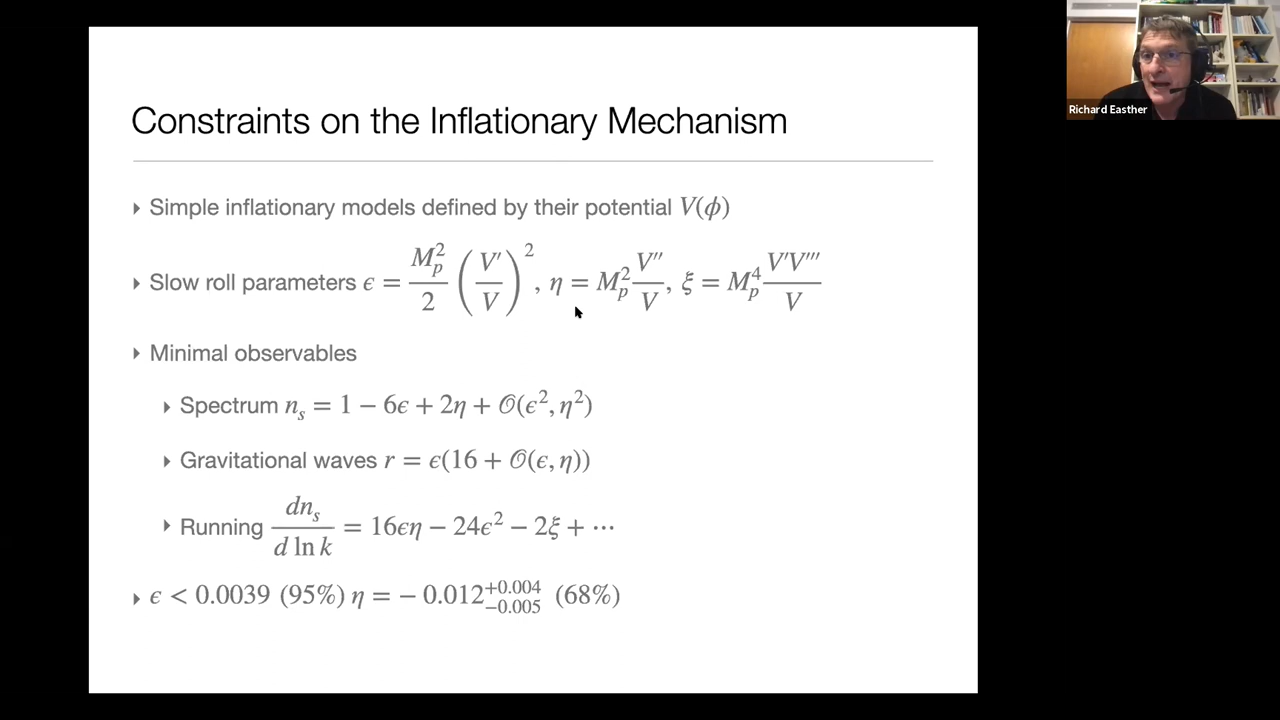 Constraints on the Inflationary Mechanism
Richard Easther
‣ Simple inflationary models defined by their potential V(ϕ)
‣ Slow roll parameters ϵ = M_p^2/2 (V′/V)^2, η = M_p^2 V″/V, ξ = M_p^4 V′V‴/V
‣ Minimal observables
‣ Spectrum n_s = 1 − 6ϵ + 2η + 𝒪(ϵ^2, η^2)
‣ Gravitational waves r = ϵ(16 + 𝒪(ϵ, η))
‣ Running dn_s/d ln k = 16ϵη − 24ϵ^2 − 2ξ + ⋯
‣ ϵ < 0.0039 (95%) η = − 0.012^{+0.004}_{−0.005} (68%)